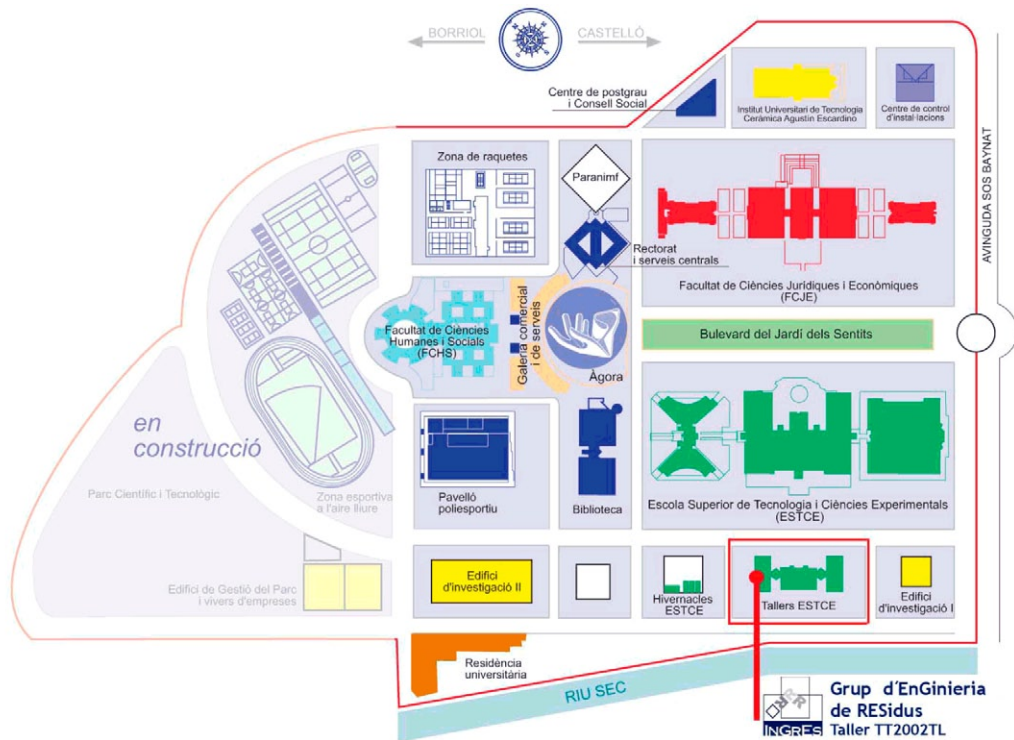 BORRIOL
CASTELLÓ
Centre de postgrau
i Consell Social
Institut Universitari de Tecnologia
Ceràmica Agustin Escardino
Centre de control
d'instal·lacions
AVINGUDA SOS BAYNAT
Zona de raquetes
Paranimf
Rectorat
i serveis centrals
Facultat de Ciències Jurídiques i Econòmiques
(FCJE)
Facultat de Ciències
Humanes i Socials
(FCHS)
Galeria comercial
i de serveis
Àgora
Bulevard del Jardí dels Sentits
en
construcció
Parc Científic i Tecnològic
Zona esportiva
a l'aire lliure
Pavelló
poliesportiu
Biblioteca
Escola Superior de Tecnologia i Ciències Experimentals
(ESTCE)
Edifici de Gestió del Parc
i vivers d'empreses
Edifici
d'investigació II
Hivernacles
ESTCE
Tallers ESTCE
Edifici
d'investigació I
Residència
universitària
RIU SEC
RRR
INGRES
Grup d´EnGinieria
de RESidus
Taller TT2002TL